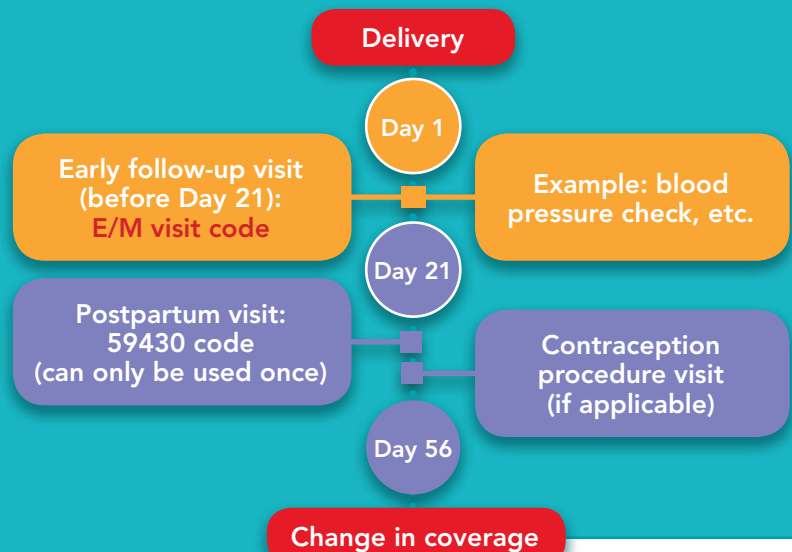 Delivery
Day 1
Early follow-up visit
(before Day 21):
E/M visit code
Example: blood
pressure check, etc.
Day 21
Postpartum visit:
59430 code
(can only be used once)
Contraception
procedure visit
(if applicable)
Day 56
Change in coverage